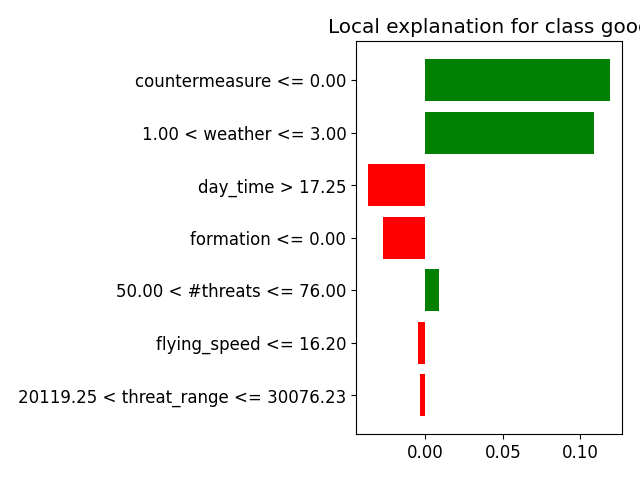 Local explanation for class good
countermeasure <= 0.00
1.00 < weather <= 3.00
day_time > 17.25
formation <= 0.00
50.00 < #threats <= 76.00
flying_speed <= 16.20
20119.25 < threat_range <= 30076.23
0.00 0.05 0.10